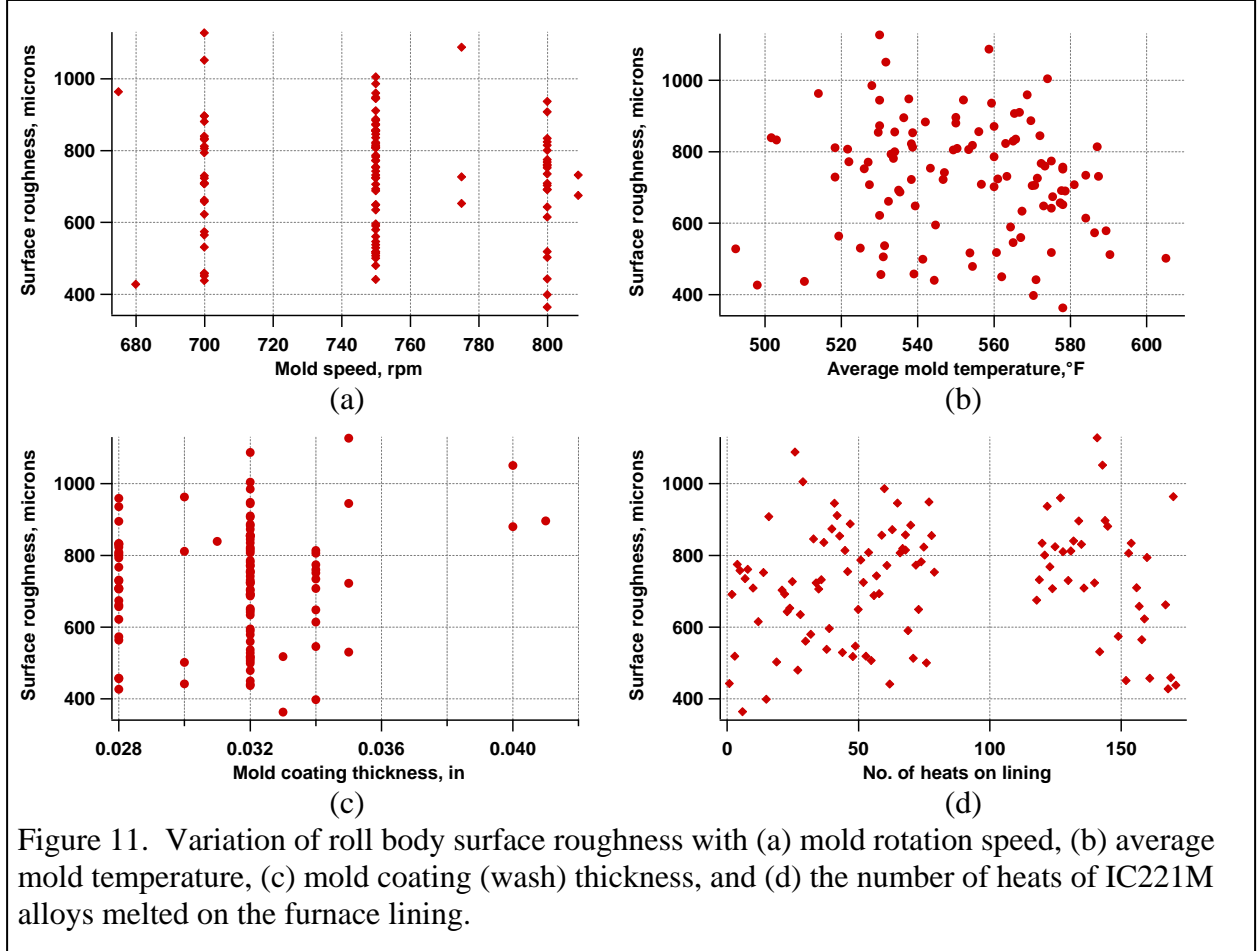 1000
800
600
400
Surface roughness, microns
680 700 720 740 760 780 800
Mold speed, rpm
(a)
1000
800
600
400
Surface roughness, microns
500 520 540 560 580 600
Average mold temperature,°F
(b)
1000
800
600
400
Surface roughness, microns
0.028 0.032 0.036 0.040
Mold coating thickness, in
(c)
1000
800
600
400
Surface roughness, microns
0 50 100 150
No. of heats on lining
(d)
Figure 11.  Variation of roll body surface roughness with (a) mold rotation speed, (b) average
mold temperature, (c) mold coating (wash) thickness, and (d) the number of heats of IC221M
alloys melted on the furnace lining.